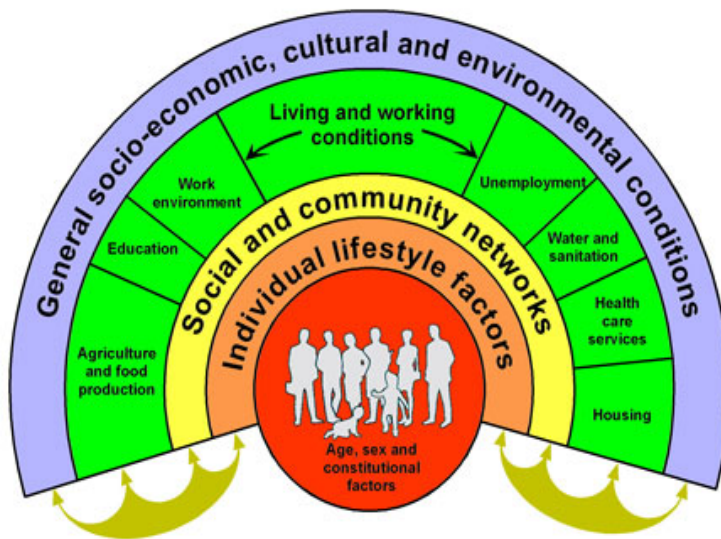 General socio-economic, cultural and environmental conditions
Living and working
conditions
Work
environment
Unemployment
Education
Water and
sanitation
Agriculture
and food
production
Health
care
services
Housing
Social and community networks
Individual lifestyle factors
Age, sex and
constitutional
factors